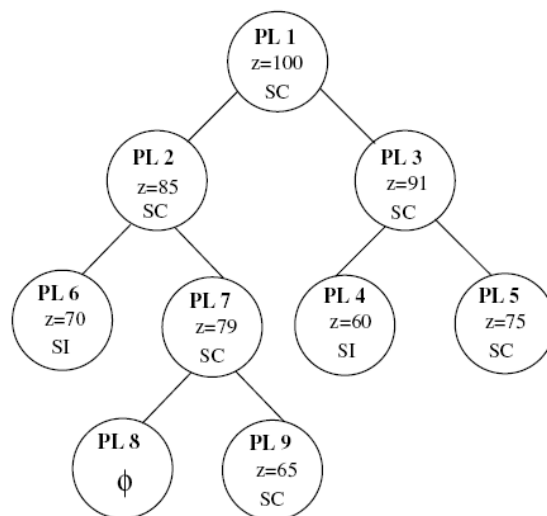 PL 1
z=100
SC
PL 2
z=85
SC
PL 3
z=91
SC
PL 6
z=70
SI
PL 7
z=79
SC
PL 4
z=60
SI
PL 5
z=75
SC
PL 8
ϕ
PL 9
z=65
SC